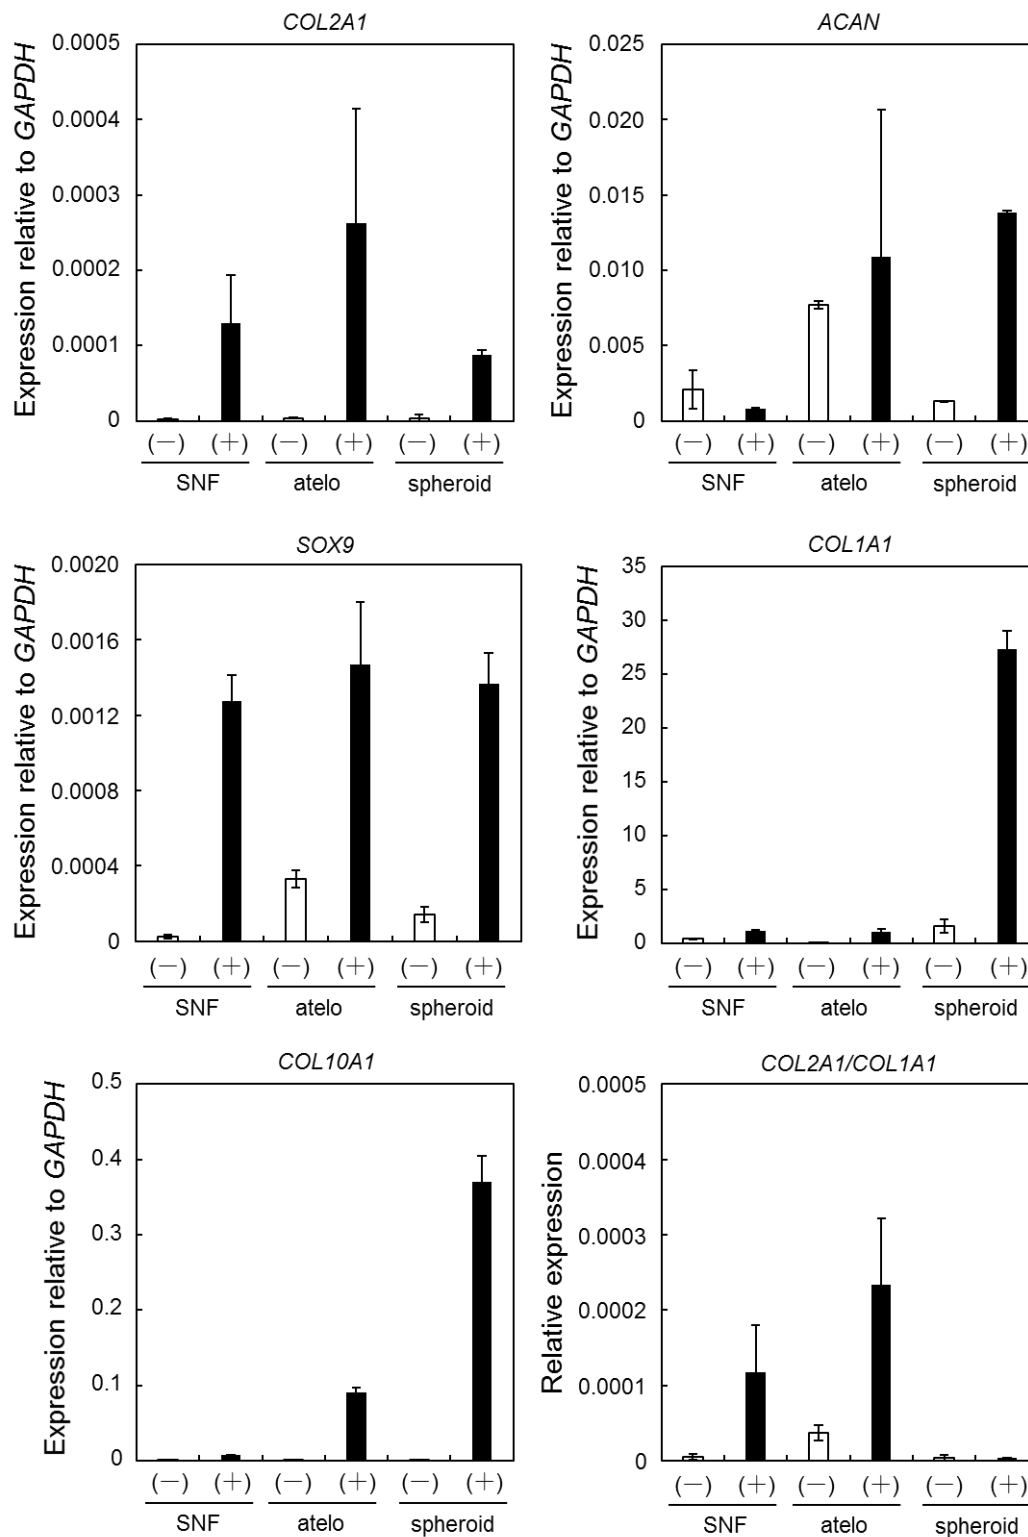 COL2A1
Expression relative to GAPDH
0.0005
0.0004
0.0003
0.0002
0.0001
0
(−) (+) (−) (+) (−) (+)
SNF atelo spheroid
ACAN
Expression relative to GAPDH
0.025
0.020
0.015
0.010
0.005
0
(−) (+) (−) (+) (−) (+)
SNF atelo spheroid
SOX9
Expression relative to GAPDH
0.0020
0.0016
0.0012
0.0008
0.0004
0
(−) (+) (−) (+) (−) (+)
SNF atelo spheroid
COL1A1
Expression relative to GAPDH
35
30
25
20
15
10
5
0
(−) (+) (−) (+) (−) (+)
SNF atelo spheroid
COL10A1
Expression relative to GAPDH
0.5
0.4
0.3
0.2
0.1
0
(−) (+) (−) (+) (−) (+)
SNF atelo spheroid
COL2A1/COL1A1
Relative expression
0.0005
0.0004
0.0003
0.0002
0.0001
0
(−) (+) (−) (+) (−) (+)
SNF atelo spheroid